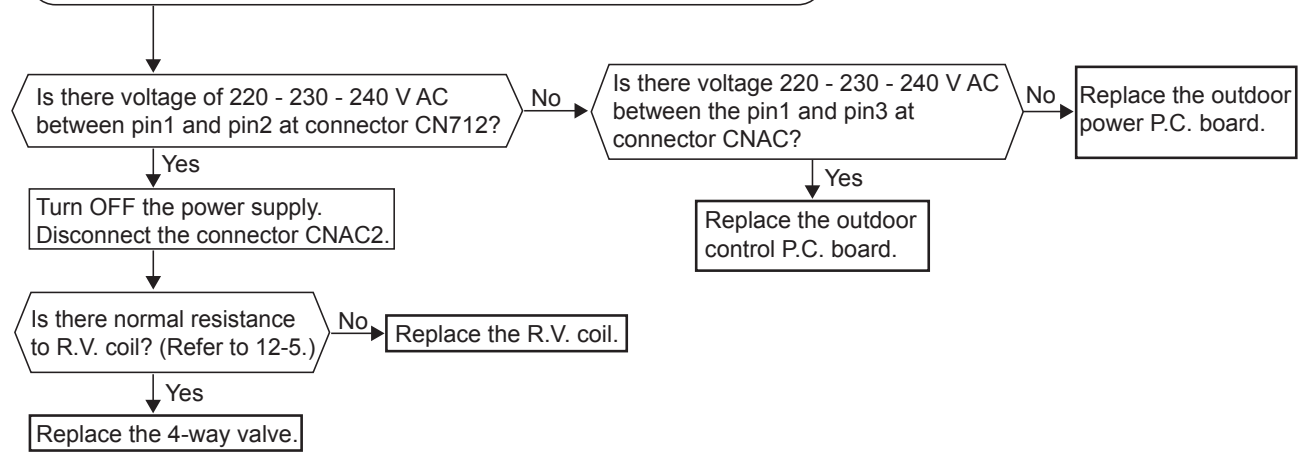 Is there voltage of 220 - 230 - 240 V AC
between pin1 and pin2 at connector CN712?
No
Is there voltage 220 - 230 - 240 V AC
between the pin1 and pin3 at
connector CNAC?
No
Replace the outdoor
power P.C. board.
Yes
Turn OFF the power supply.
Disconnect the connector CNAC2.
Yes
Replace the outdoor
control P.C. board.
Is there normal resistance
to R.V. coil? (Refer to 12-5.)
No
Replace the R.V. coil.
Yes
Replace the 4-way valve.